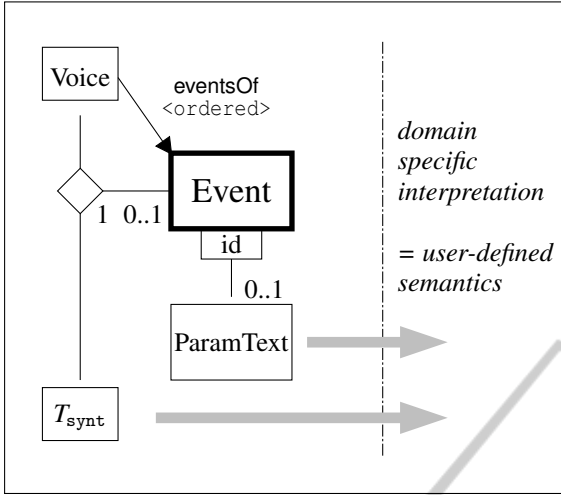 Voice
eventsOf
<ordered>
Event
1 0..1
id
0..1
ParamText
T_synt
domain
specific
interpretation
= user-defined
semantics